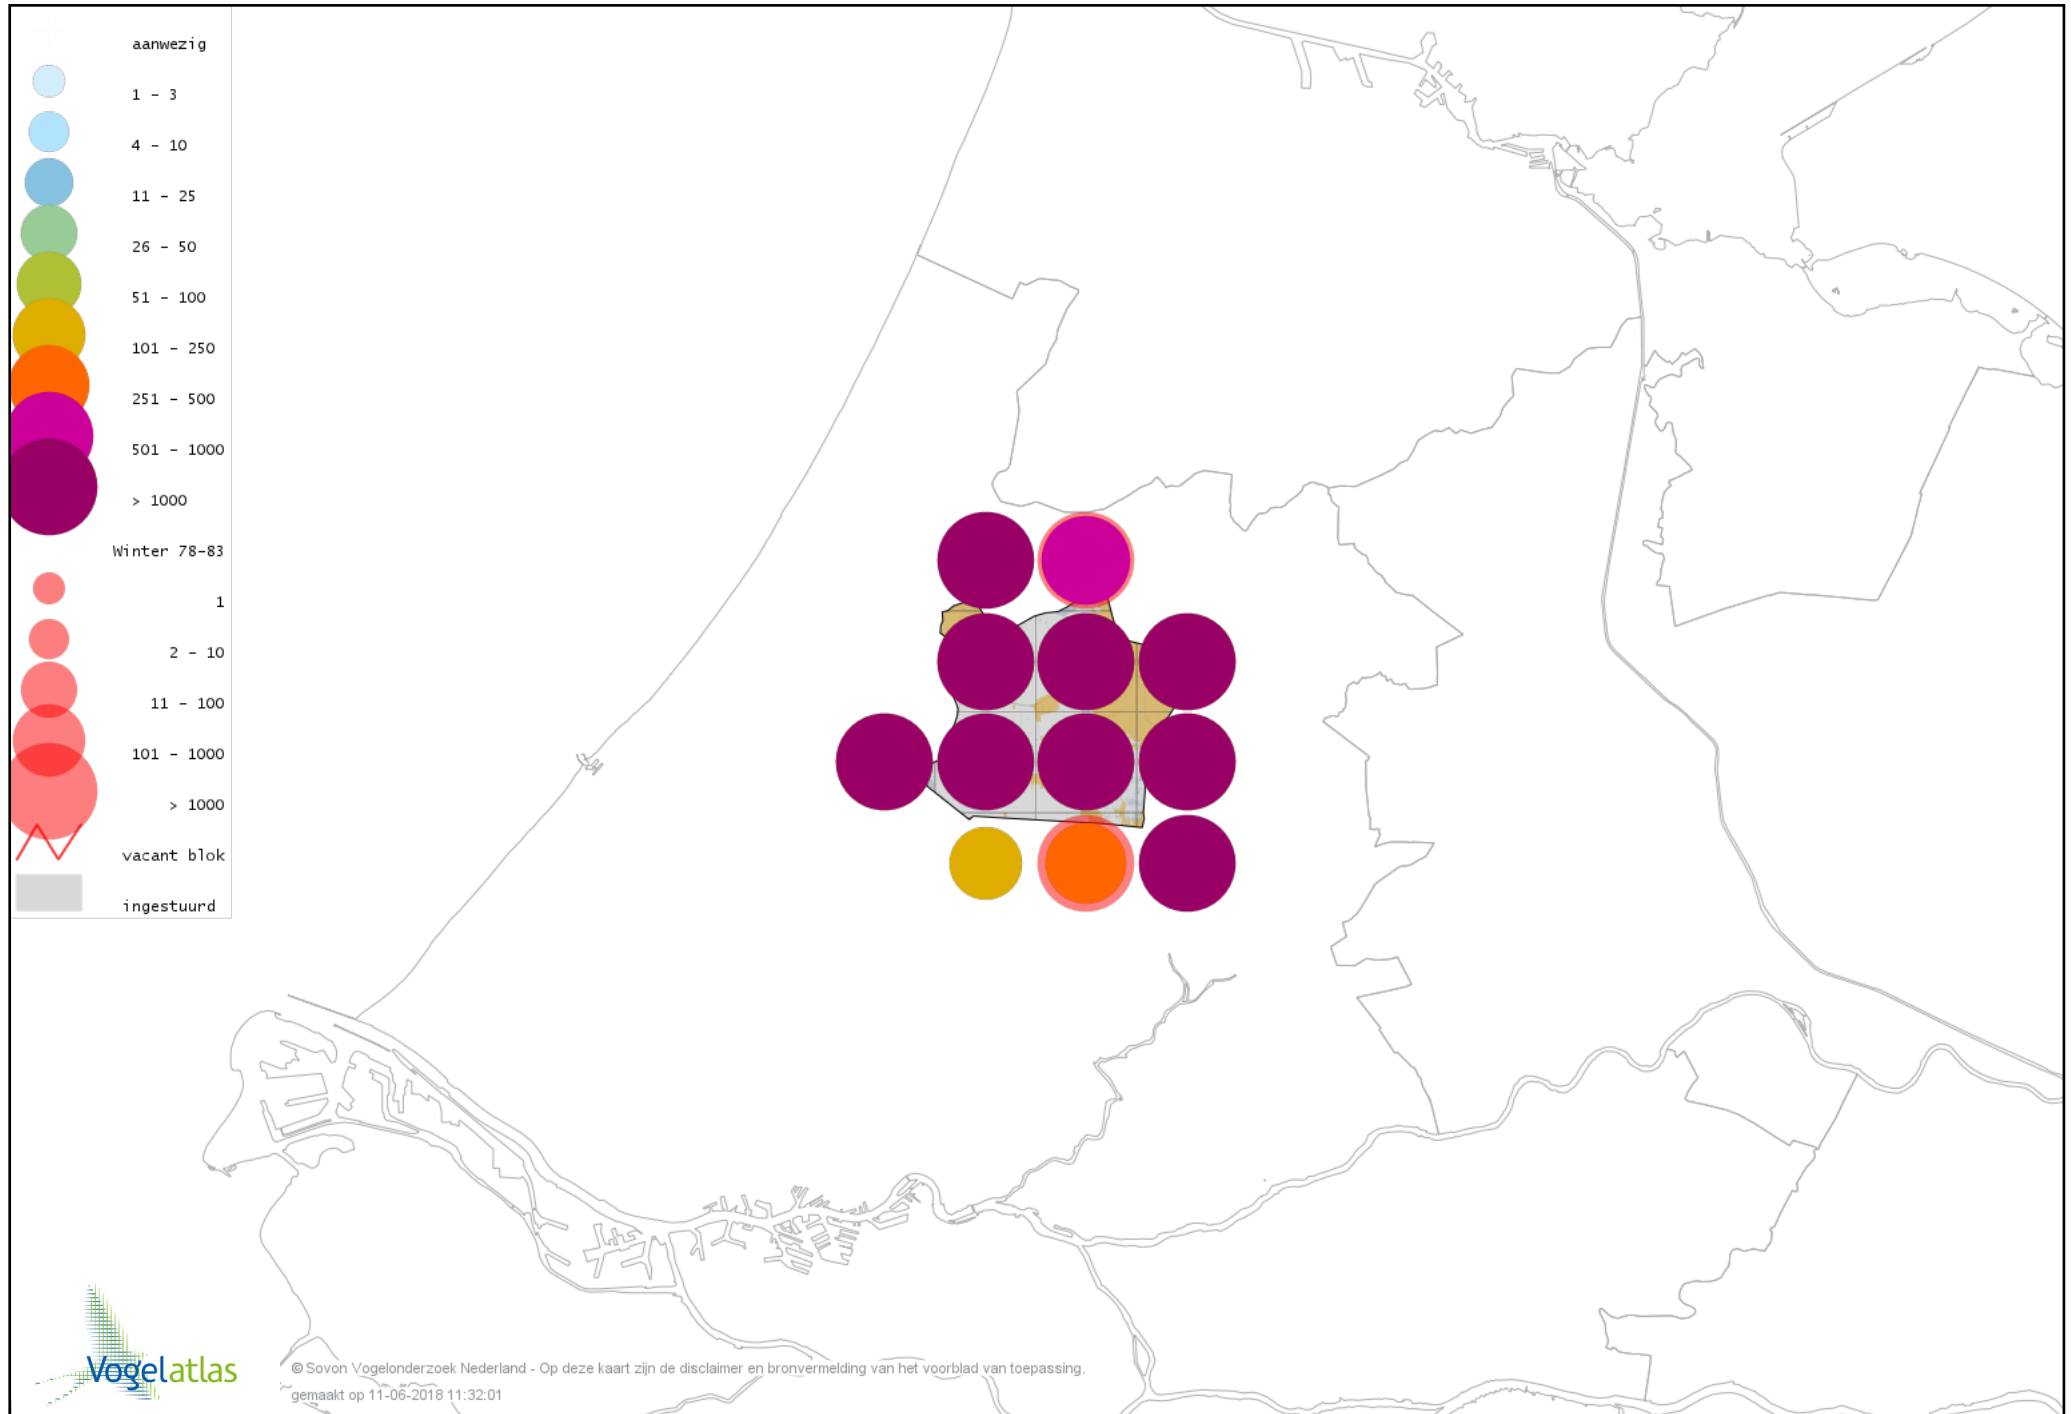 aanwezig
1 - 3
4 - 10
11 - 25
26 - 50
51 - 100
101 - 250
251 - 500
501 - 1000
> 1000
Winter 78-83
1
2 - 10
11 - 100
101 - 1000
> 1000
vacant blok
ingestuurd
Vogelatlas
© Sovon Vogelonderzoek Nederland - Op deze kaart zijn de disclaimer en bronvermelding van het voorblad van toepassing.
gemaakt op 11-06-2018 11:32:01